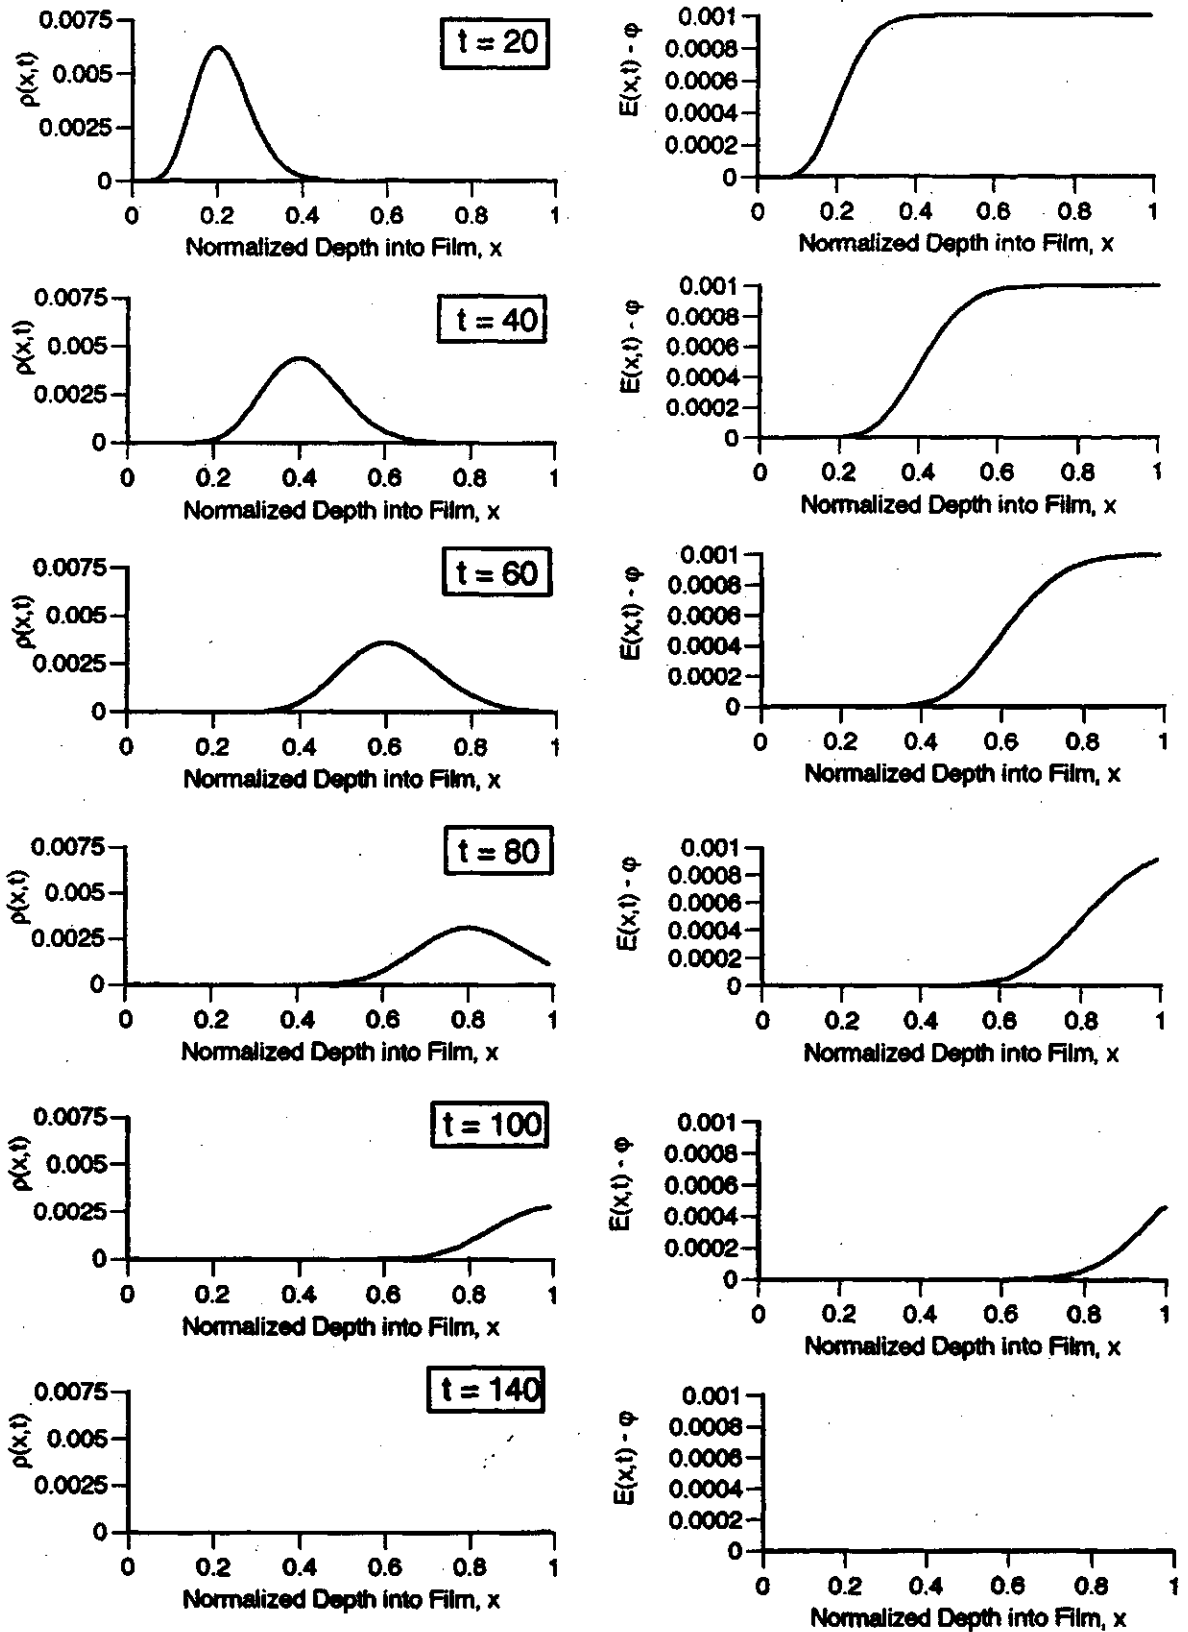 0.0075
0.005
0.0025
0
ρ(x,t)
t = 20
0 0.2 0.4 0.6 0.8 1
Normalized Depth into Film, x
0.001
0.0008
0.0006
0.0004
0.0002
0
E(x,t) - φ
0 0.2 0.4 0.6 0.8 1
Normalized Depth into Film, x
0.0075
0.005
0.0025
0
ρ(x,t)
t = 40
0 0.2 0.4 0.6 0.8 1
Normalized Depth into Film, x
0.001
0.0008
0.0006
0.0004
0.0002
0
E(x,t) - φ
0 0.2 0.4 0.6 0.8 1
Normalized Depth into Film, x
0.0075
0.005
0.0025
0
ρ(x,t)
t = 60
0 0.2 0.4 0.6 0.8 1
Normalized Depth into Film, x
0.001
0.0008
0.0006
0.0004
0.0002
0
E(x,t) - φ
0 0.2 0.4 0.6 0.8 1
Normalized Depth into Film, x
0.0075
0.005
0.0025
0
ρ(x,t)
t = 80
0 0.2 0.4 0.6 0.8 1
Normalized Depth into Film, x
0.001
0.0008
0.0006
0.0004
0.0002
0
E(x,t) - φ
0 0.2 0.4 0.6 0.8 1
Normalized Depth into Film, x
0.0075
0.005
0.0025
0
ρ(x,t)
t = 100
0 0.2 0.4 0.6 0.8 1
Normalized Depth into Film, x
0.001
0.0008
0.0006
0.0004
0.0002
0
E(x,t) - φ
0 0.2 0.4 0.6 0.8 1
Normalized Depth into Film, x
0.0075
0.005
0.0025
0
ρ(x,t)
t = 140
0 0.2 0.4 0.6 0.8 1
Normalized Depth into Film, x
0.001
0.0008
0.0006
0.0004
0.0002
0
E(x,t) - φ
0 0.2 0.4 0.6 0.8 1
Normalized Depth into Film, x